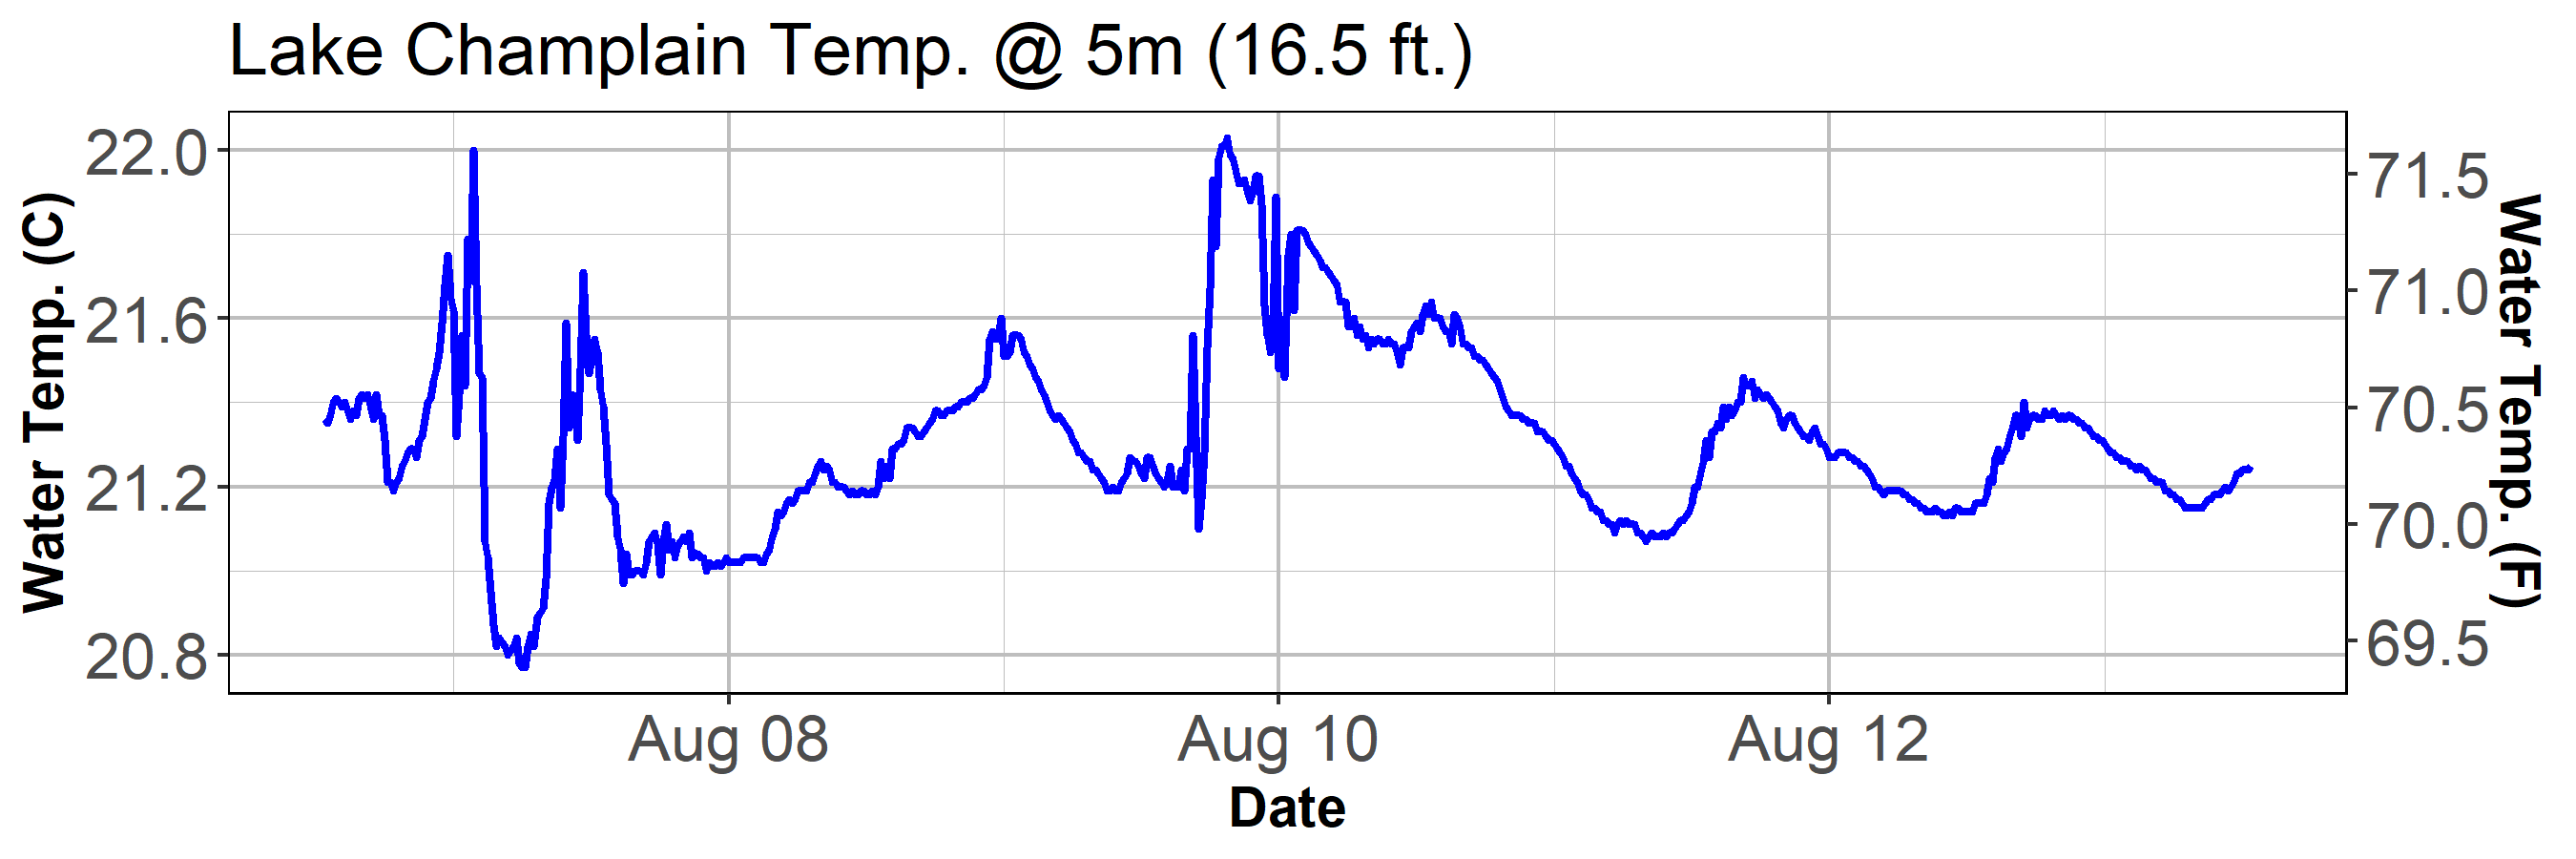 Lake Champlain Temp. @ 5m (16.5 ft.)
Water Temp. (C)
22.0
21.6
21.2
20.8
71.5
71.0
70.5
70.0
69.5
Water Temp. (F)
Aug 08
Aug 10
Aug 12
Date